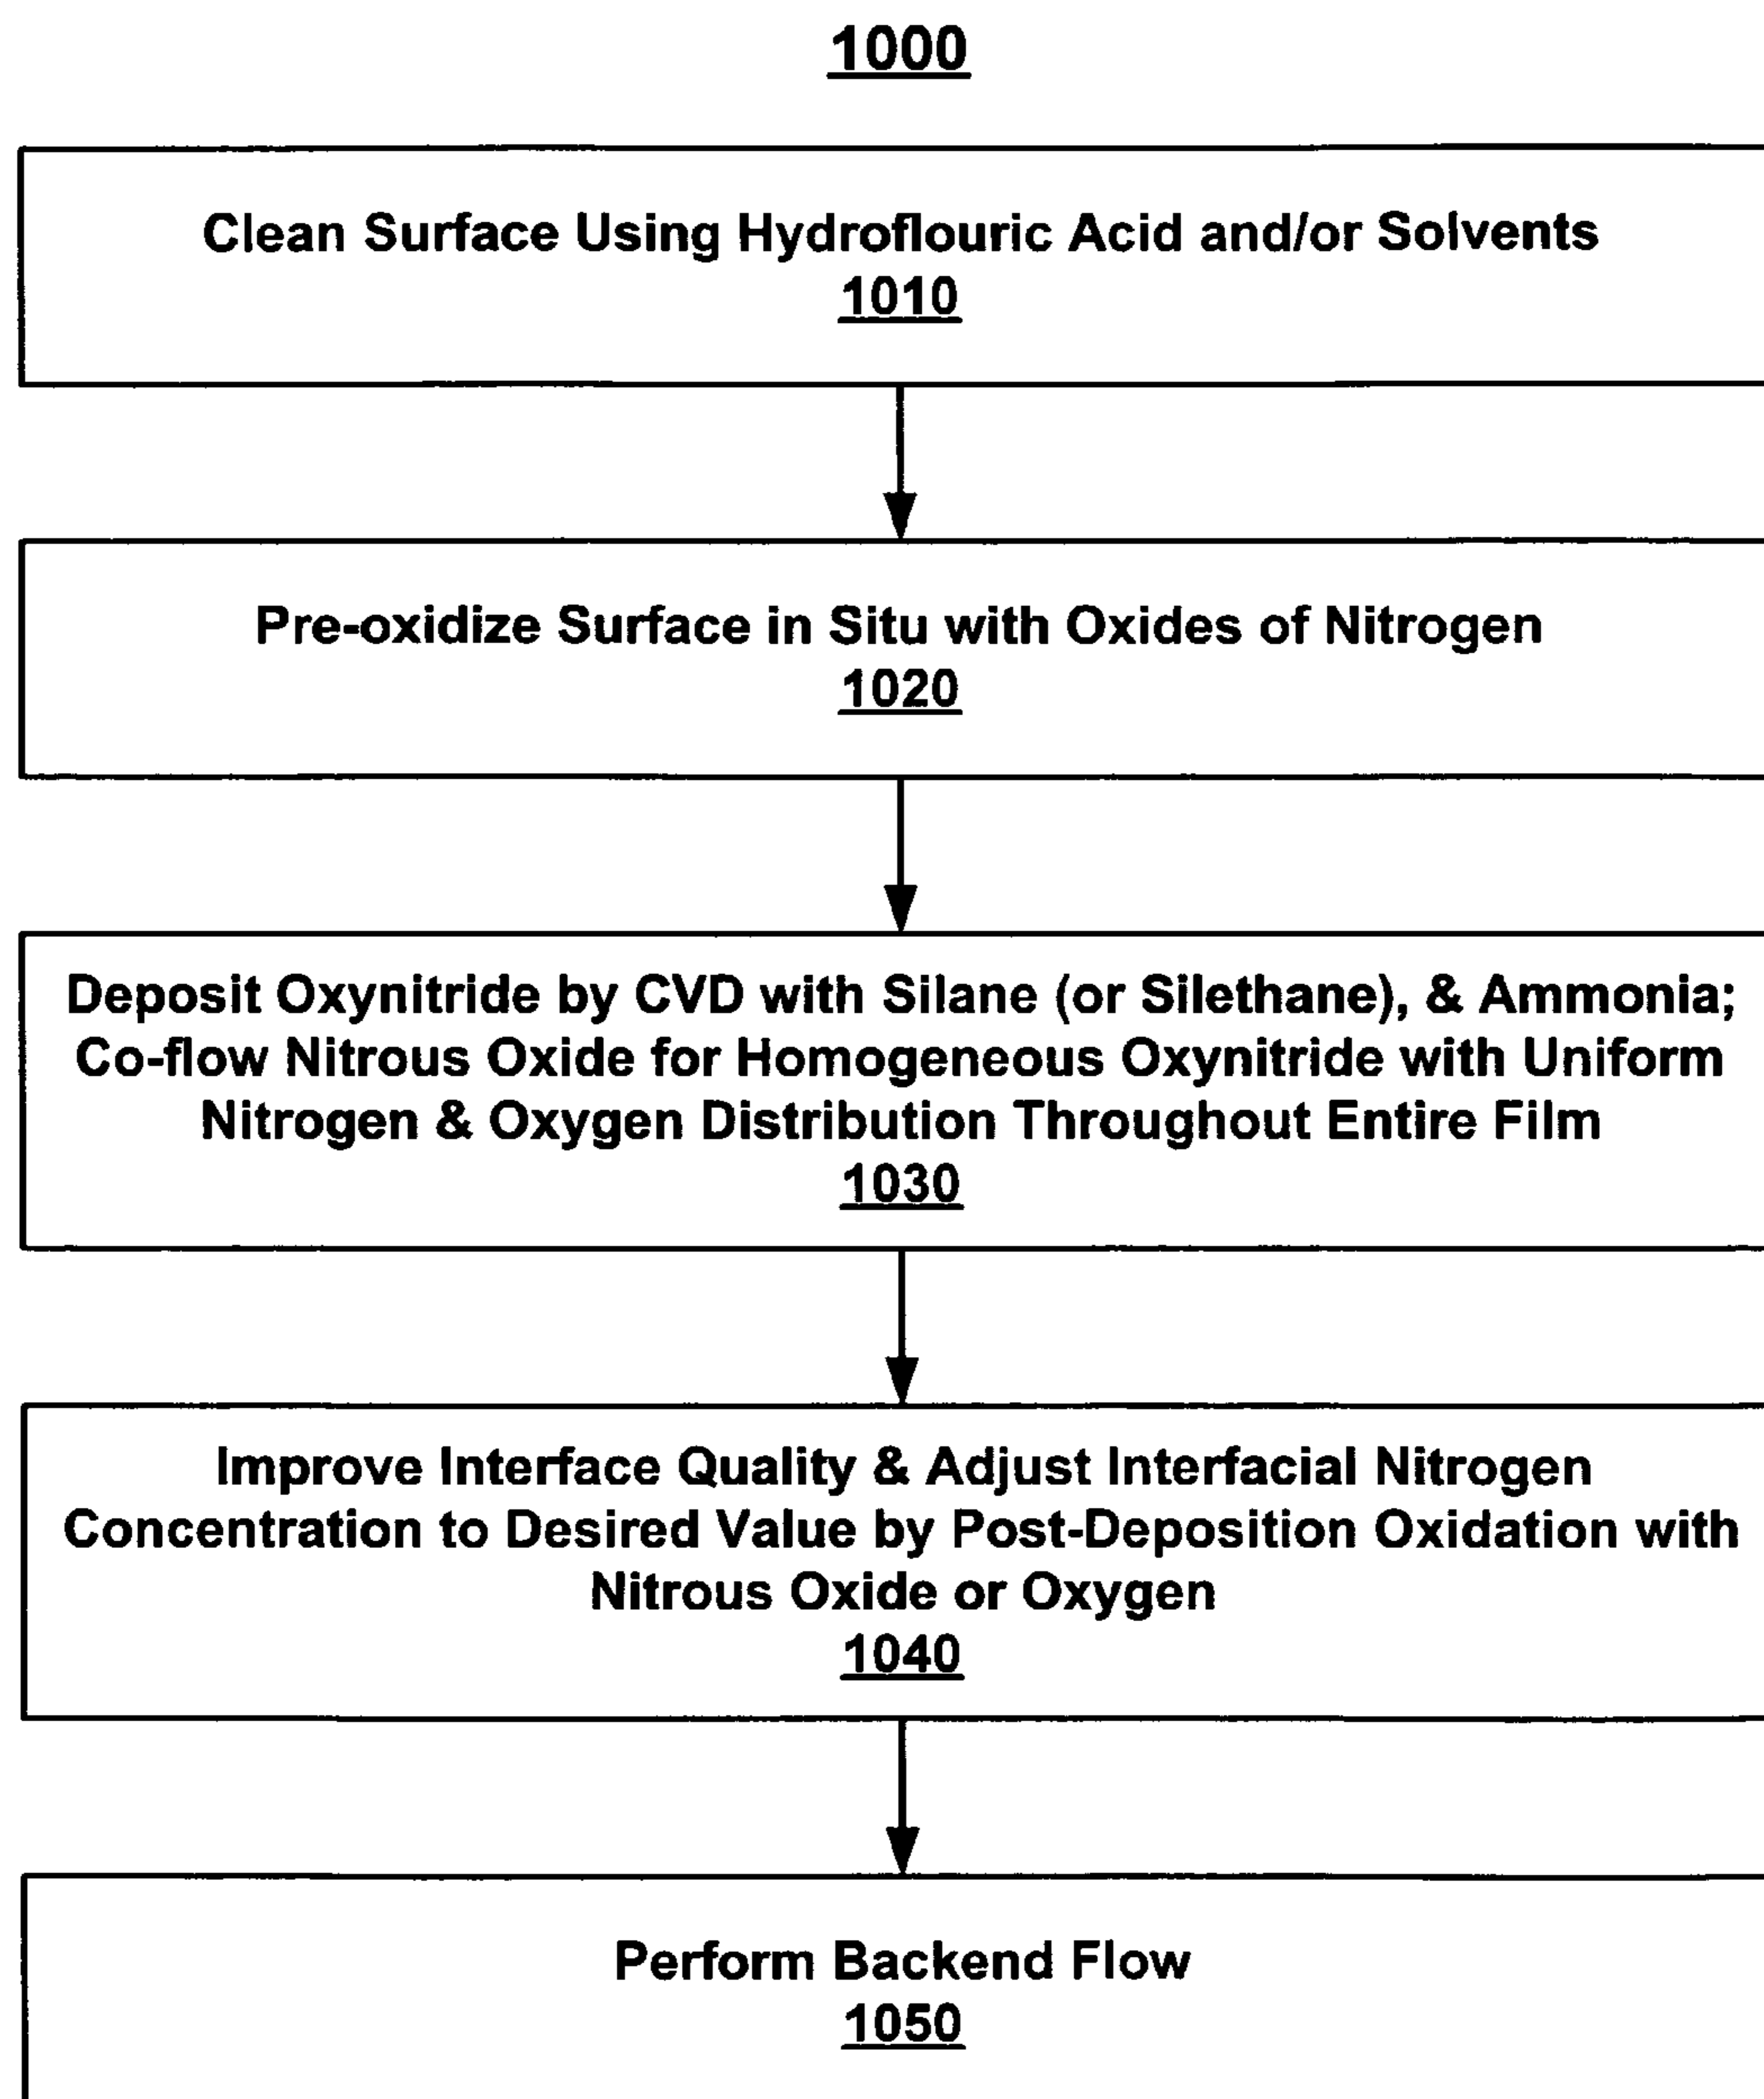 1000
Clean Surface Using Hydroflouric Acid and/or Solvents
1010
Pre-oxidize Surface in Situ with Oxides of Nitrogen
1020
Deposit Oxynitride by CVD with Silane (or Silethane), & Ammonia;
Co-flow Nitrous Oxide for Homogeneous Oxynitride with Uniform
Nitrogen & Oxygen Distribution Throughout Entire Film
1030
Improve Interface Quality & Adjust Interfacial Nitrogen
Concentration to Desired Value by Post-Deposition Oxidation with
Nitrous Oxide or Oxygen
1040
Perform Backend Flow
1050